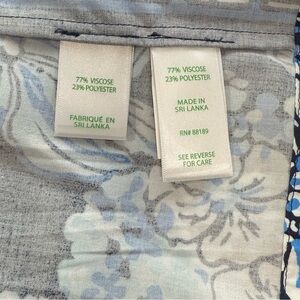 77% VISCOSE
23% POLYESTER
FABRIQUÉ EN
SRI LANKA
77% VISCOSE
23% POLYESTER
MADE IN
SRI LANKA
RN# 88189
SEE REVERSE
FOR CARE